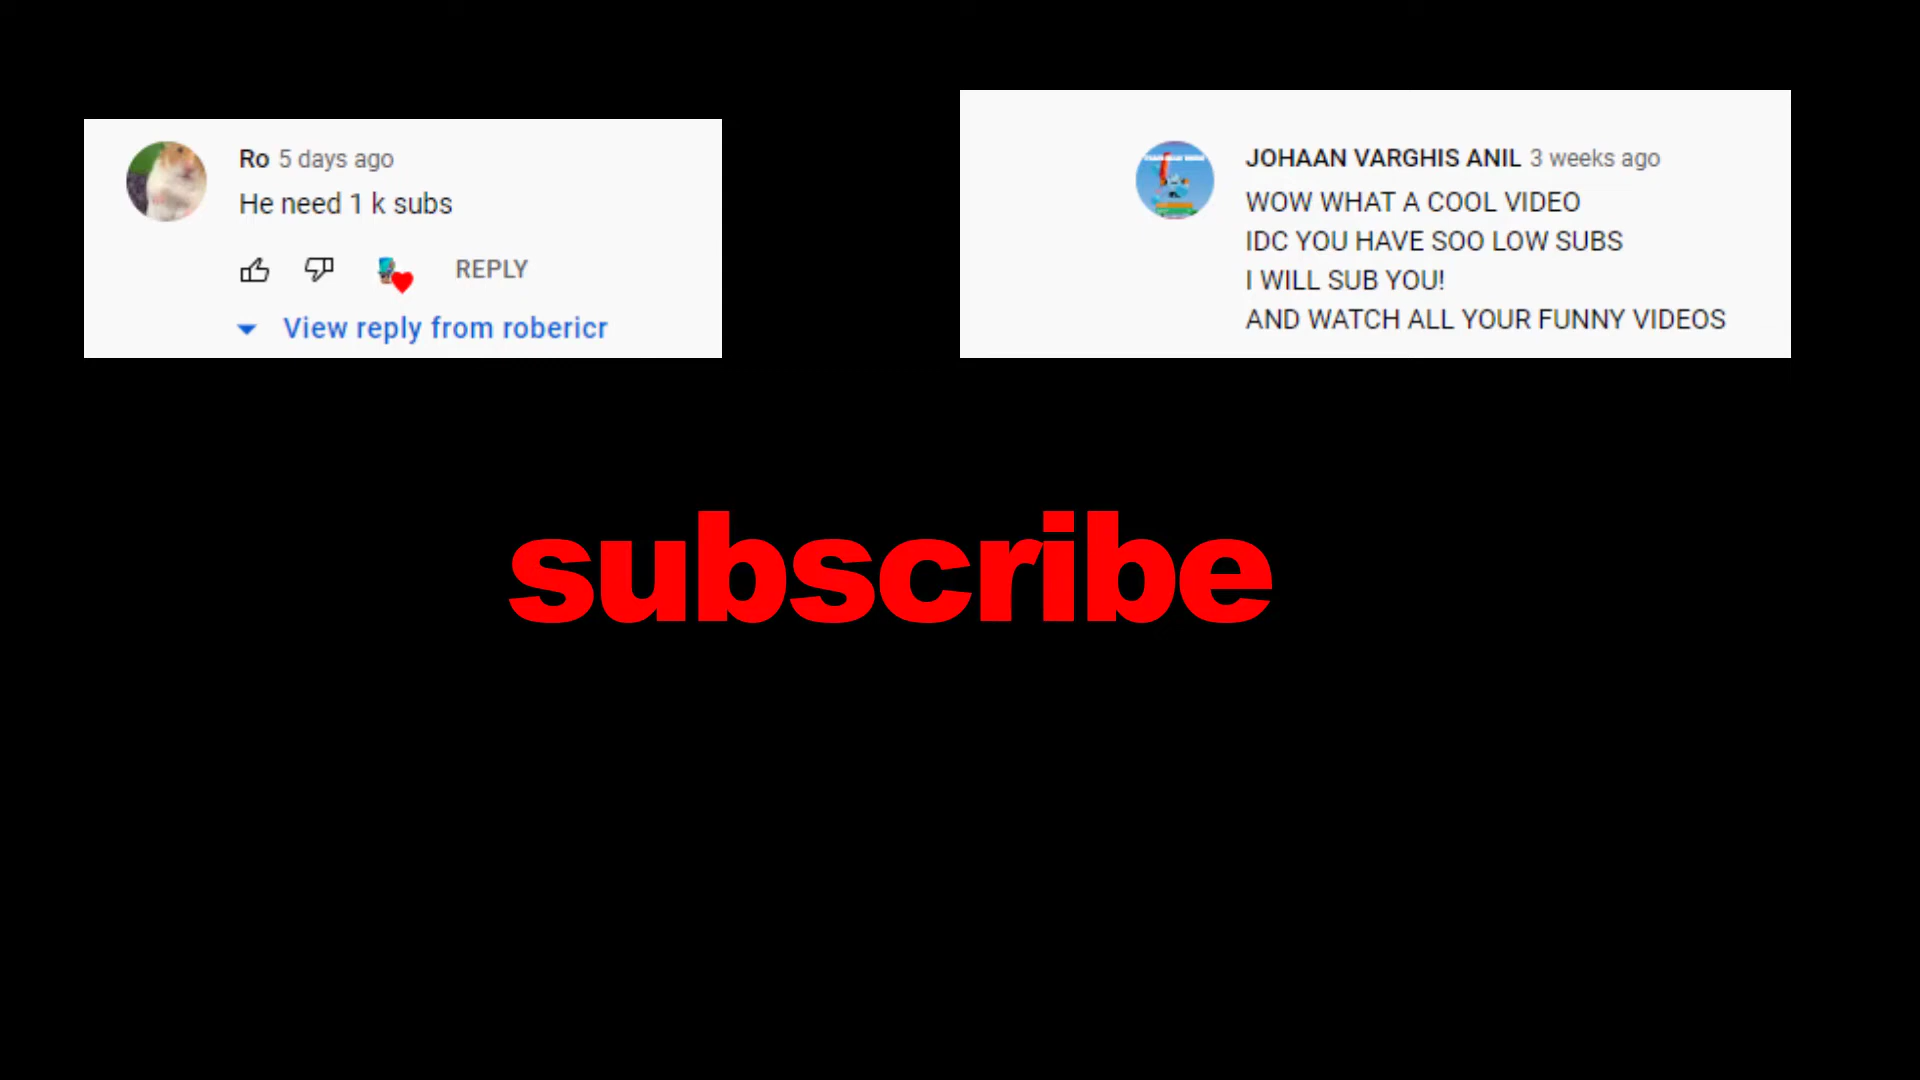 Ro 5 days ago
He need 1 k subs
REPLY
View reply from robericr
JOHAAN VARGHIS ANIL 3 weeks ago
WOW WHAT A COOL VIDEO
IDC YOU HAVE SOO LOW SUBS
I WILL SUB YOU!
AND WATCH ALL YOUR FUNNY VIDEOS
subscribe